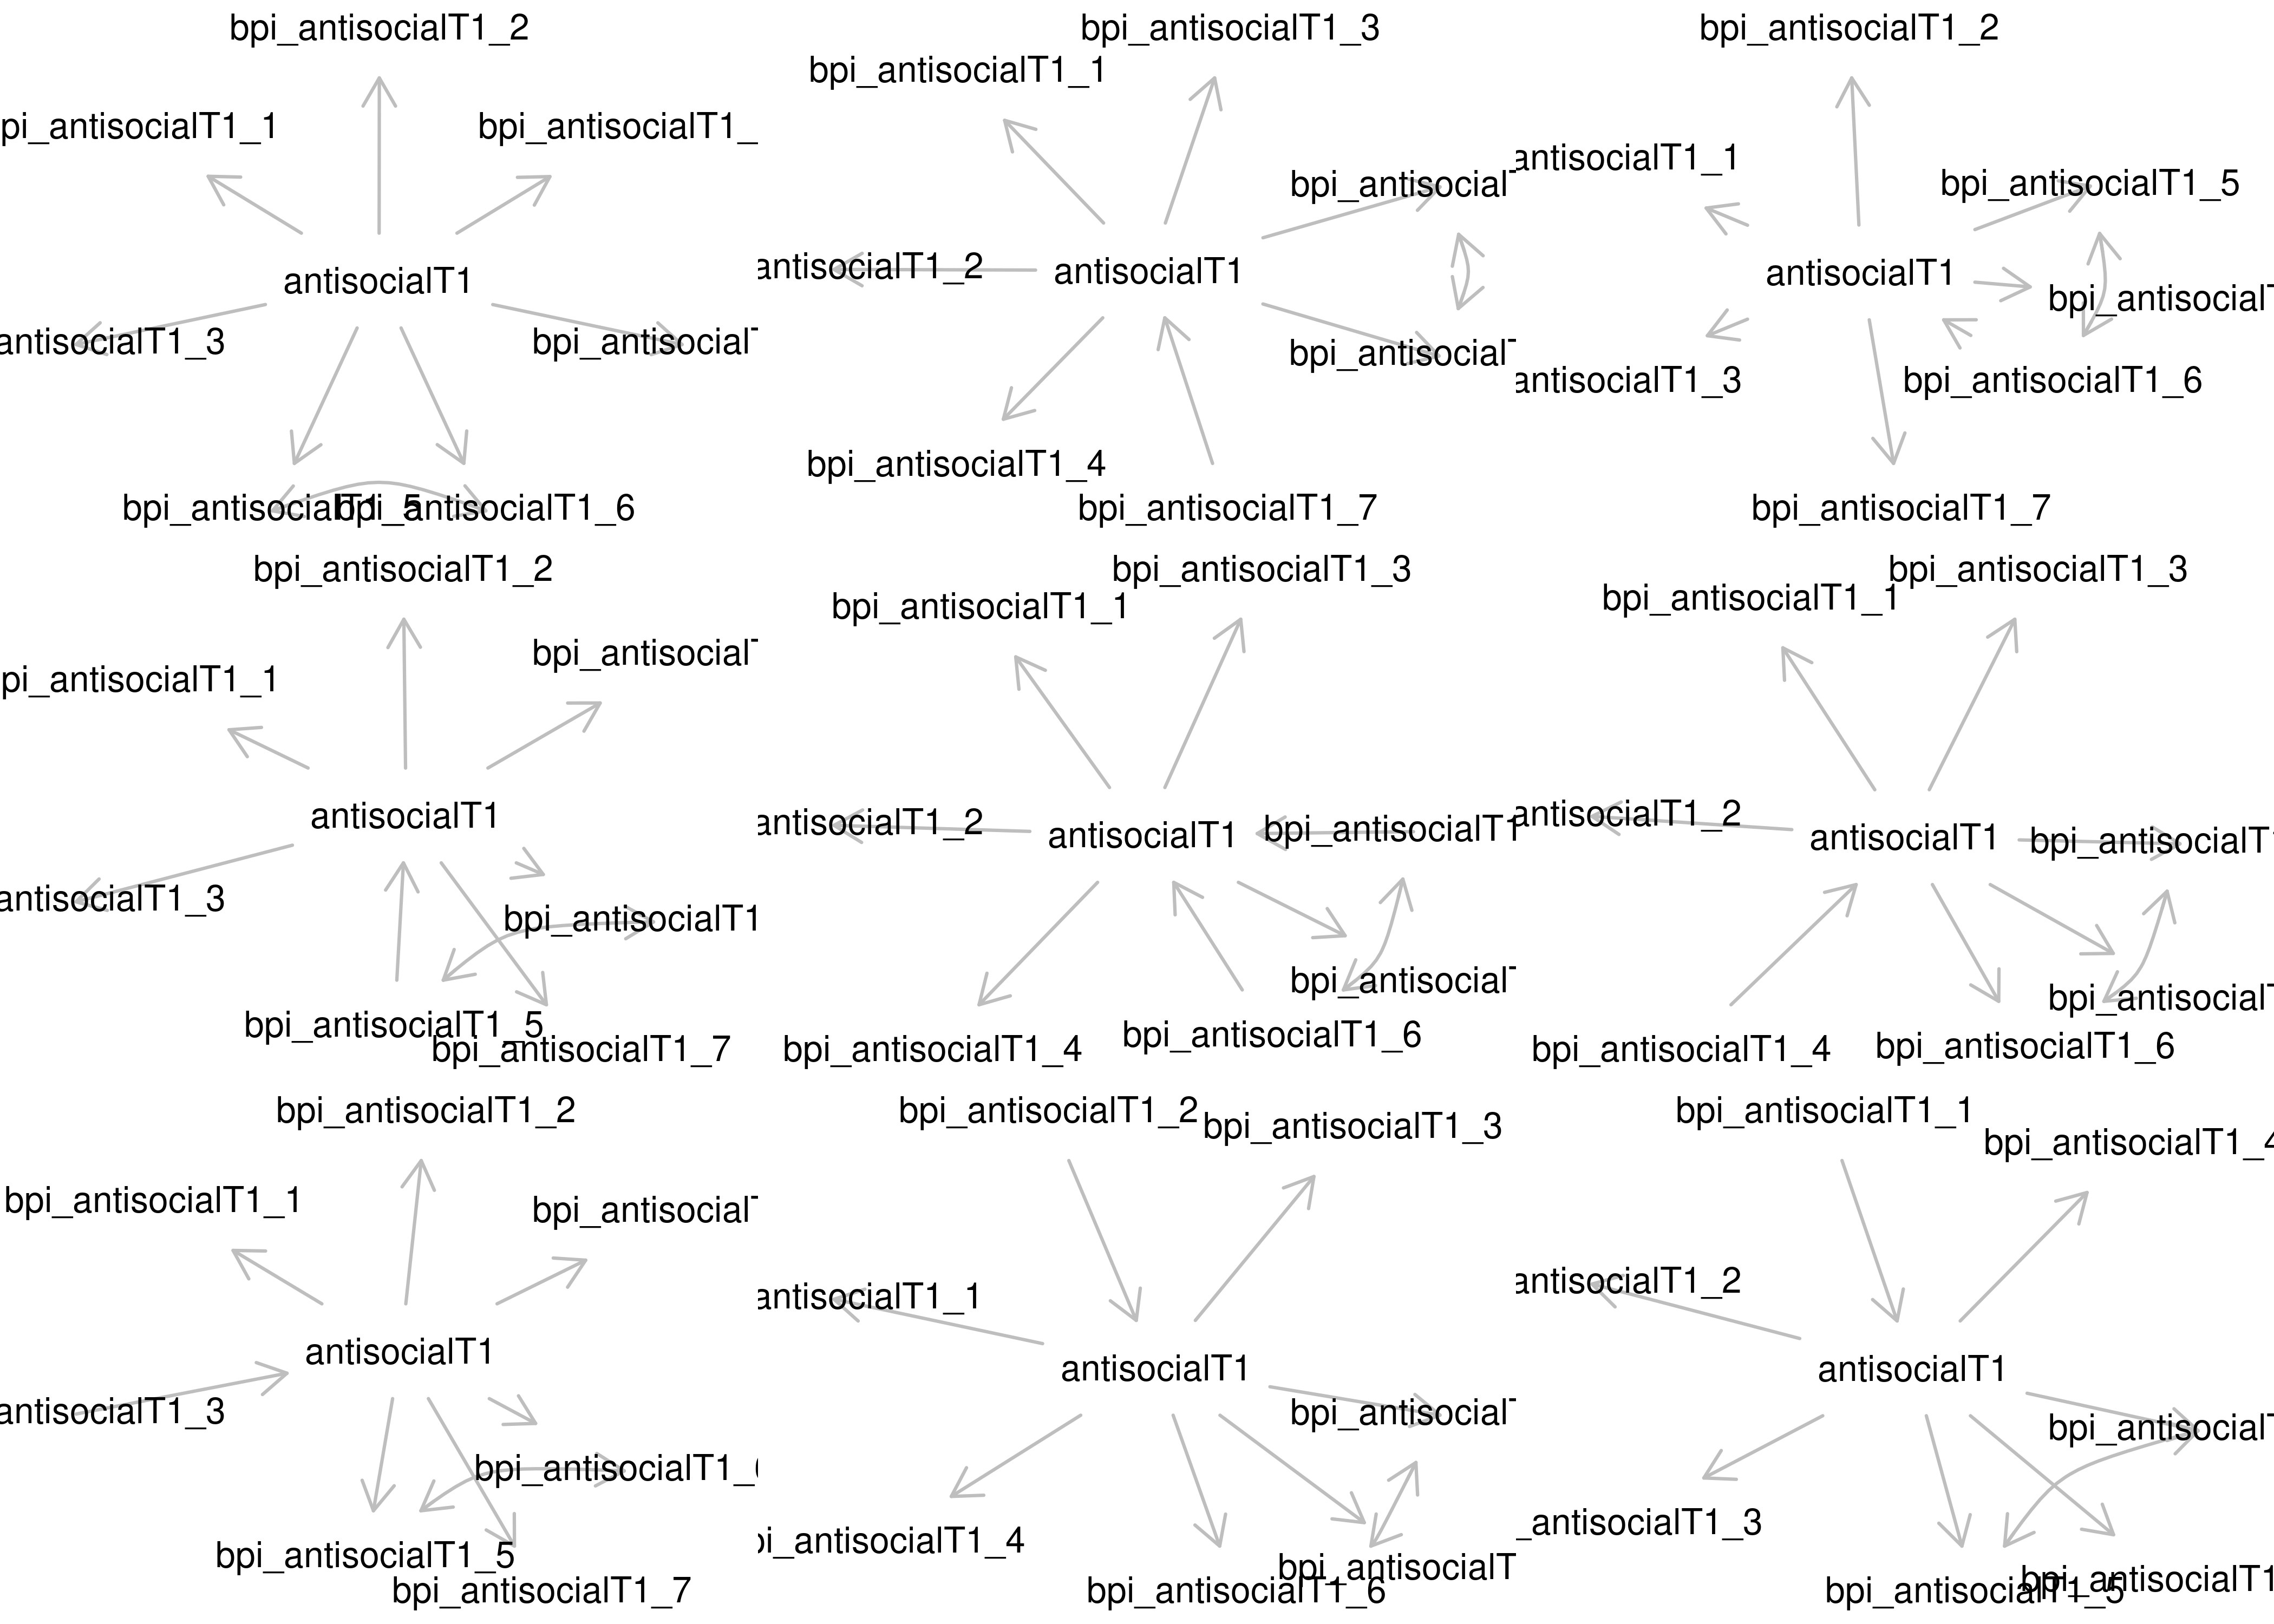 bpi_antisocialT1_2
pi_antisocialT1_1
bpi_antisocialT1_
antisocialT1
antisocialT1_3
bpi_antisocial
bpi_antisocialT1_5
bpi_antisocialT1_6
bpi_antisocialT1_3
bpi_antisocialT1_1
bpi_antisocial
antisocialT1_2
antisocialT1
bpi_antisocial
bpi_antisocialT1_4
bpi_antisocialT1_7
bpi_antisocialT1_2
antisocialT1_1
bpi_antisocialT1_5
antisocialT1
bpi_antisocial
antisocialT1_3
bpi_antisocialT1_6
bpi_antisocialT1_7
bpi_antisocialT1_2
bpi_antisocial
pi_antisocialT1_1
antisocialT1
antisocialT1_3
bpi_antisocialT1
bpi_antisocialT1_5
bpi_antisocialT1_7
bpi_antisocialT1_3
bpi_antisocialT1_1
antisocialT1_2
antisocialT1
bpi_antisocialT1
bpi_antisocial
bpi_antisocialT1_6
bpi_antisocialT1_4
bpi_antisocialT1_3
bpi_antisocialT1_1
antisocialT1_2
antisocialT1
bpi_antisocialT
bpi_antisocial
bpi_antisocialT1_4
bpi_antisocialT1_6
bpi_antisocialT1_2
bpi_antisocialT1_1
bpi_antisocial
antisocialT1
antisocialT1_3
bpi_antisocialT1_
bpi_antisocialT1_5
bpi_antisocialT1_7
bpi_antisocialT1_2
bpi_antisocialT1_3
antisocialT1_1
antisocialT1
bpi_antisocial
pi_antisocialT1_4
bpi_antisocialT
bpi_antisocialT1_6
bpi_antisocialT1_1
bpi_antisocialT1_4
antisocialT1_2
antisocialT1
bpi_antisocial
_antisocialT1_3
bpi_antisocialT1_5
bpi_antisocialT1